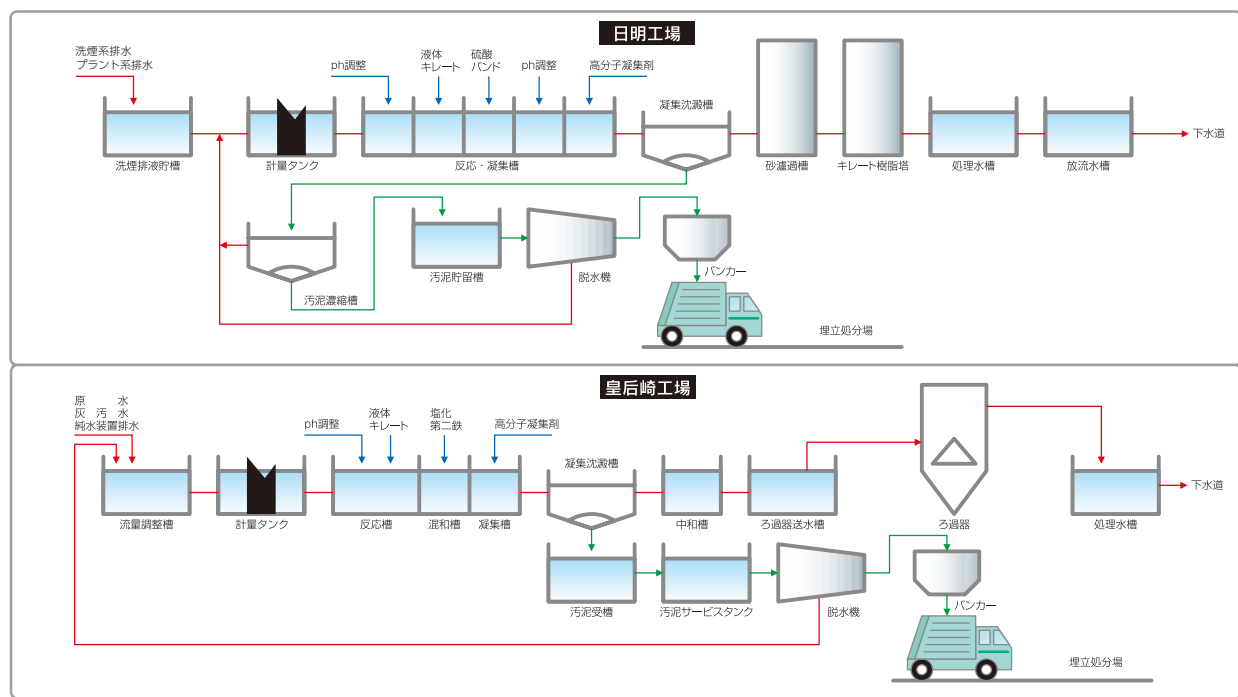 日明工場
洗煙系排水
プラント系排水
ph調整
液体
キレート
硫酸
バンド
ph調整
高分子凝集剤
凝集沈澱槽
下水道
洗煙排液貯槽
計量タンク
反応・凝集槽
砂濾過槽
キレート樹脂塔
処理水槽
放流水槽
汚泥濃縮槽
汚泥貯留槽
脱水機
バンカー
埋立処分場
皇后崎工場
原水
灰汚水
純水装置排水
ph調整
液体
キレート
塩化
第二鉄
高分子凝集剤
凝集沈澱槽
下水道
流量調整槽
計量タンク
反応槽
混和槽
凝集槽
中和槽
ろ過器送水槽
ろ過器
処理水槽
汚泥受槽
汚泥サービスタンク
脱水機
バンカー
埋立処分場